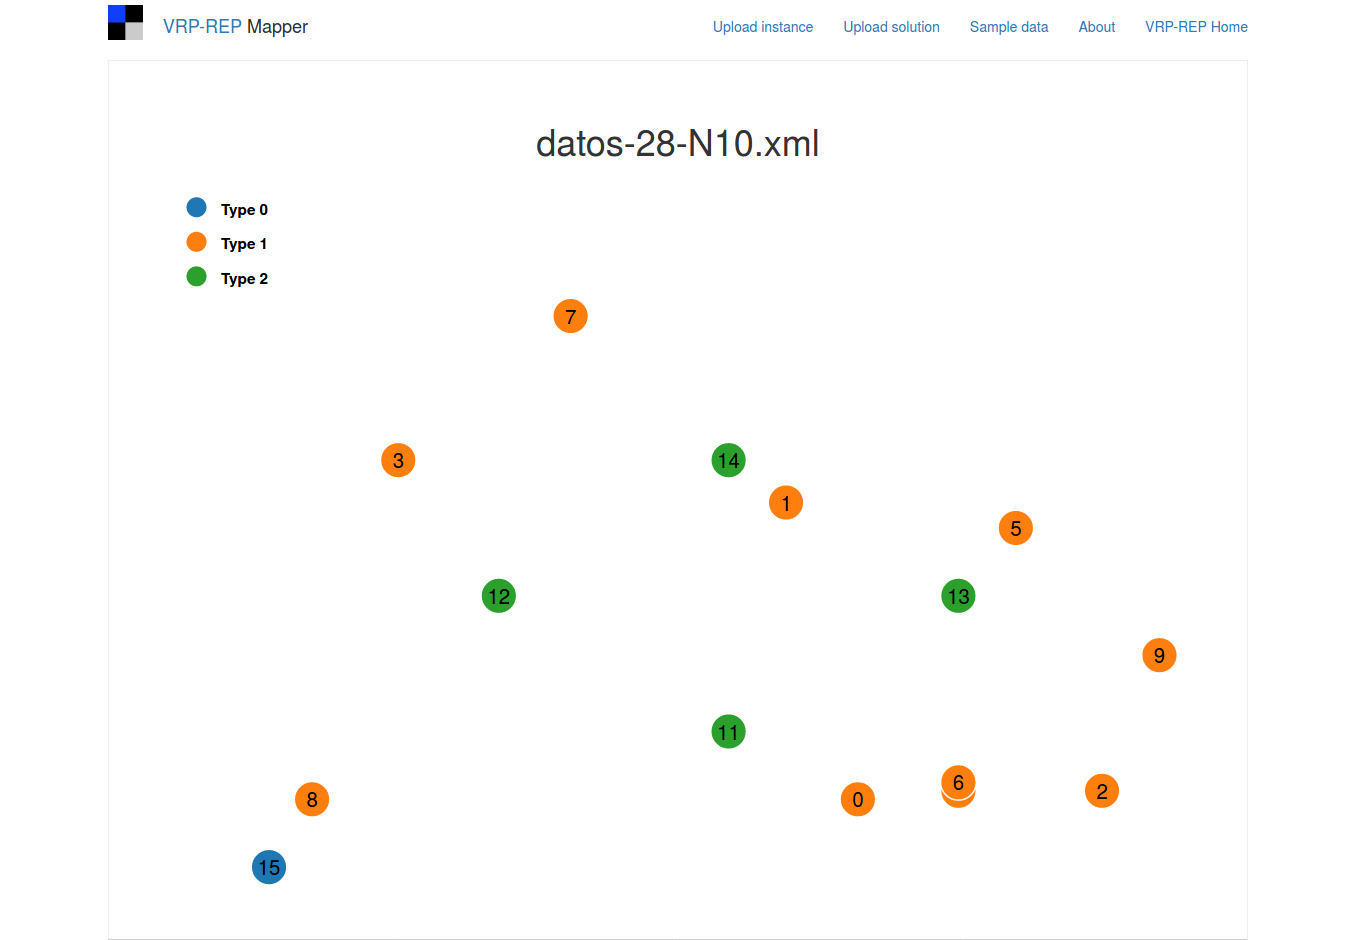 VRP-REP Mapper
Upload instance
Upload solution
Sample data
About
VRP-REP Home
datos-28-N10.xml
Type 0
Type 1
Type 2
7
3
14
1
5
12
13
9
11
6
2
8
0
15